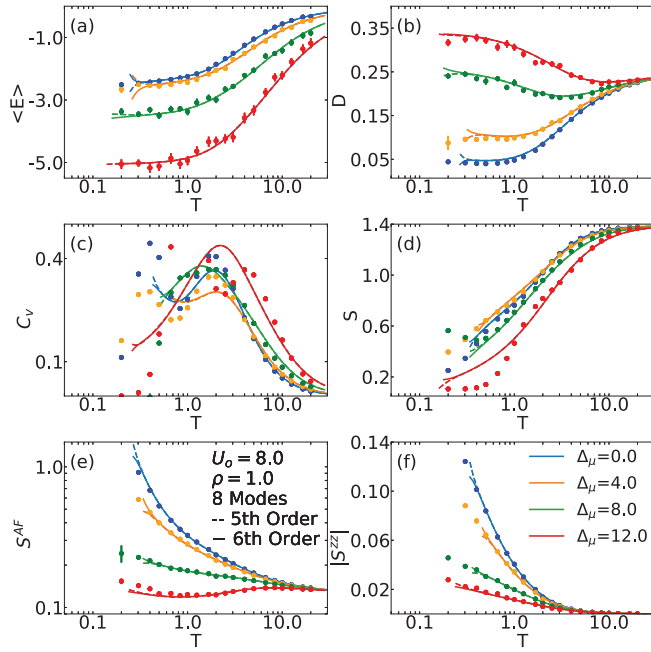 (a)
<E>
-1.0
-3.0
-5.0
0.1
1.0
10.0
T
(b)
D
0.35
0.25
0.15
0.05
0.1
1.0
10.0
T
(c)
C_v
0.4
0.1
0.1
1.0
10.0
T
(d)
S
1.4
1.0
0.6
0.2
0.1
1.0
10.0
T
(e)
S^{AF}
1.0
0.1
U_o = 8.0
ρ = 1.0
8 Modes
-- 5th Order
— 6th Order
0.1
1.0
10.0
T
(f)
|S^{zz}|
0.14
0.10
0.06
0.02
Δ_μ=0.0
Δ_μ=4.0
Δ_μ=8.0
Δ_μ=12.0
0.1
1.0
10.0
T